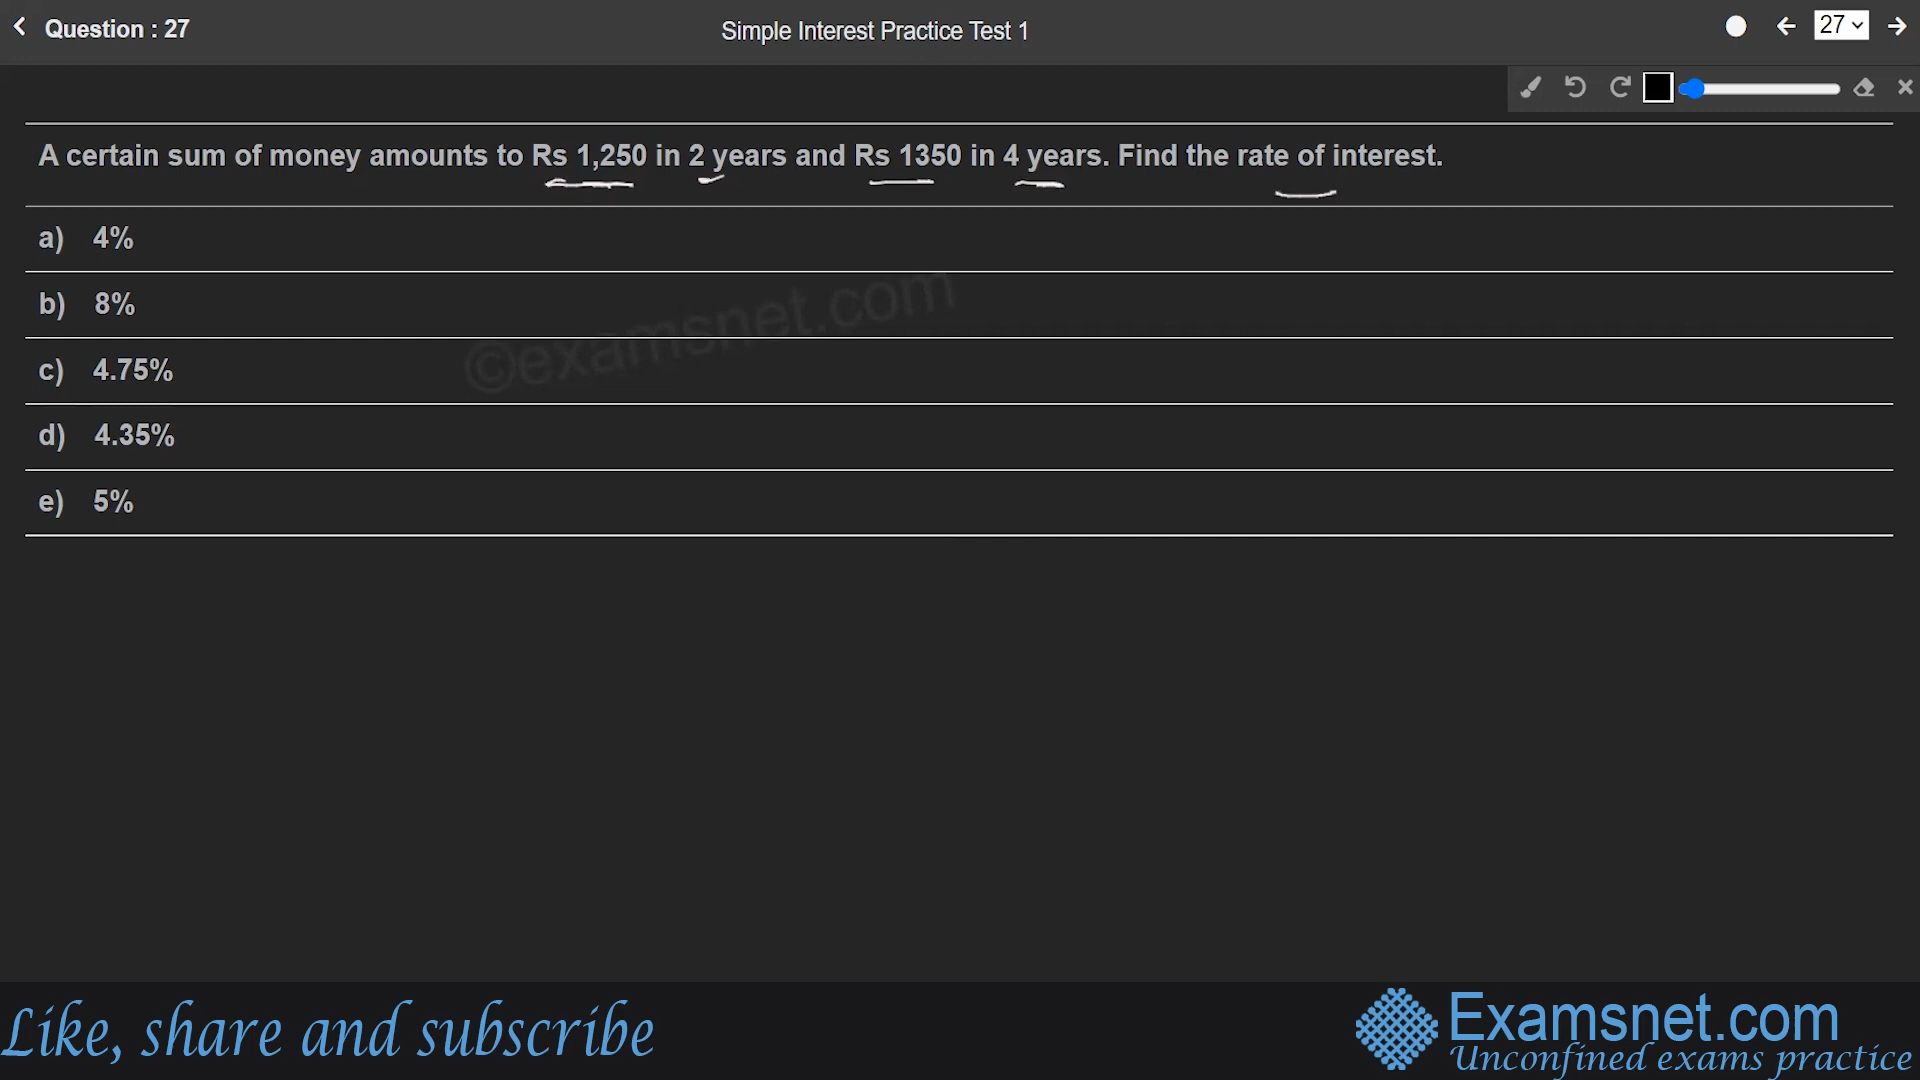 Question : 27
Simple Interest Practice Test 1
27
A certain sum of money amounts to Rs 1,250 in 2 years and Rs 1350 in 4 years. Find the rate of interest.
a) 4%
b) 8%
c) 4.75%
d) 4.35%
e) 5%
©examsnet.com
Like, share and subscribe
Examsnet.com
Unconfined exams practice